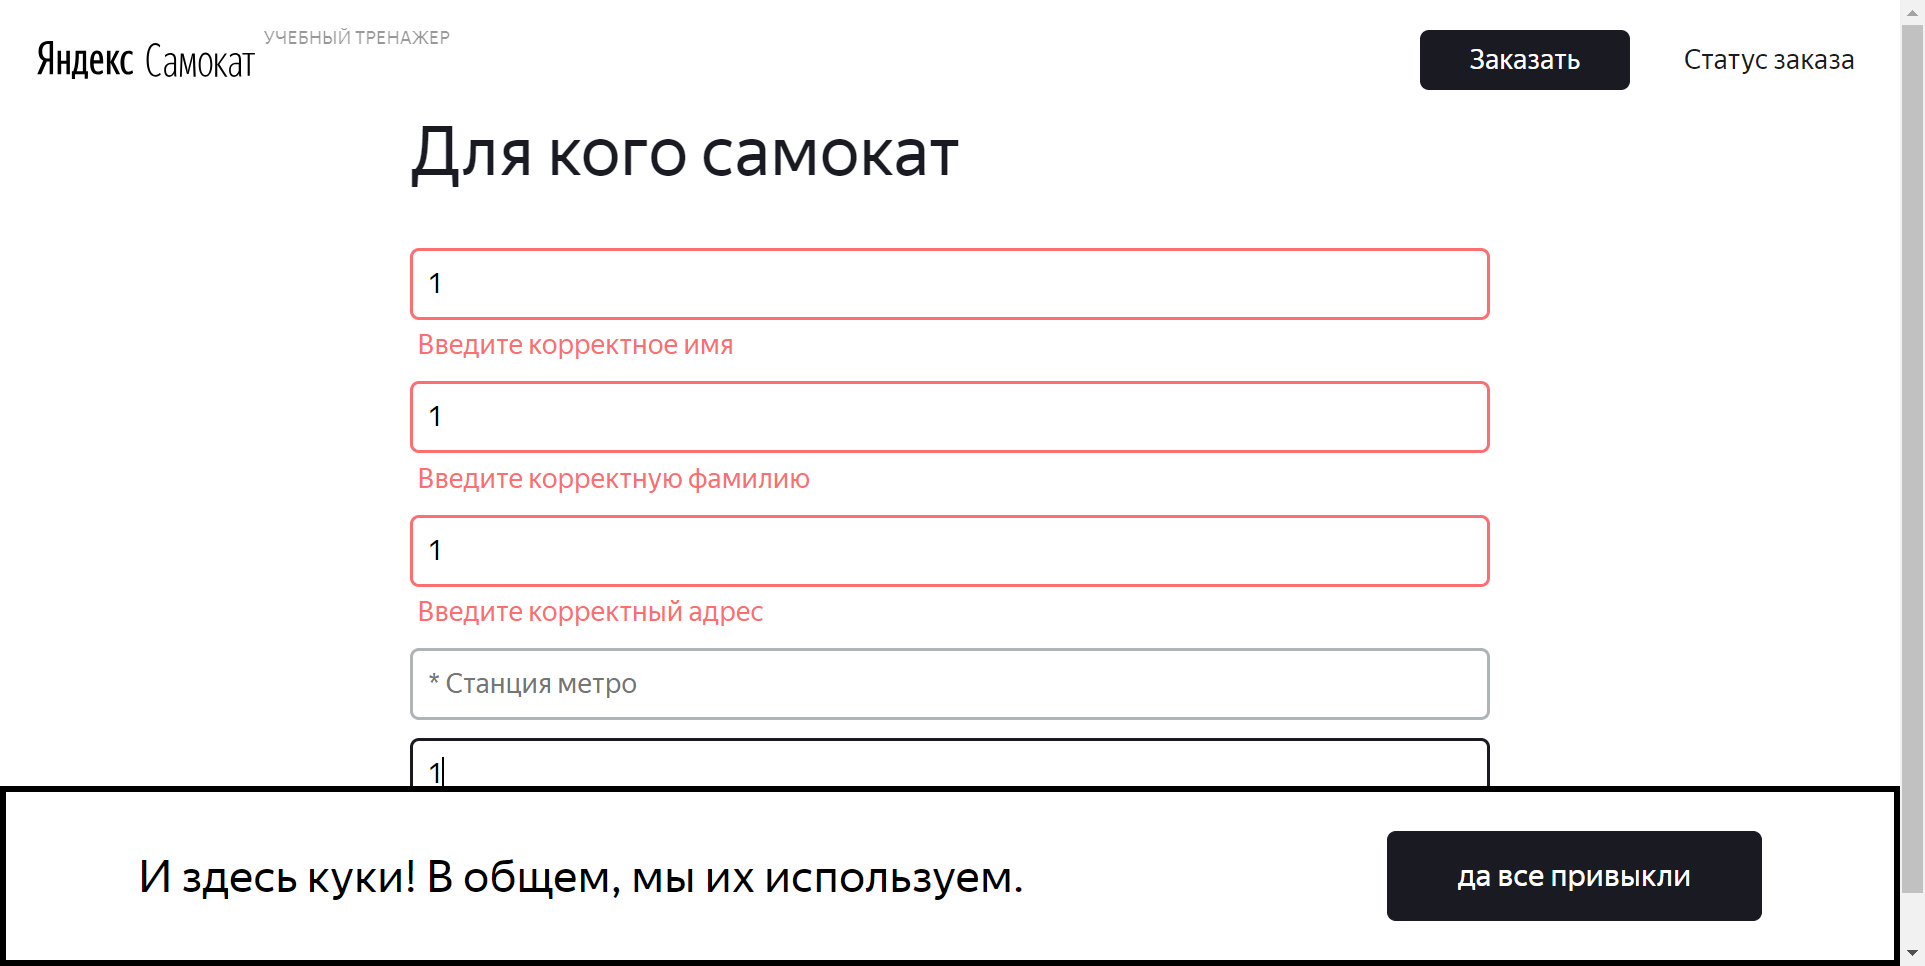 Яндекс Самокат УЧЕБНЫЙ ТРЕНАЖЕР
Заказать
Статус заказа
Для кого самокат
1
Введите корректное имя
1
Введите корректную фамилию
1
Введите корректный адрес
* Станция метро
1
И здесь куки! В общем, мы их используем.
да все привыкли